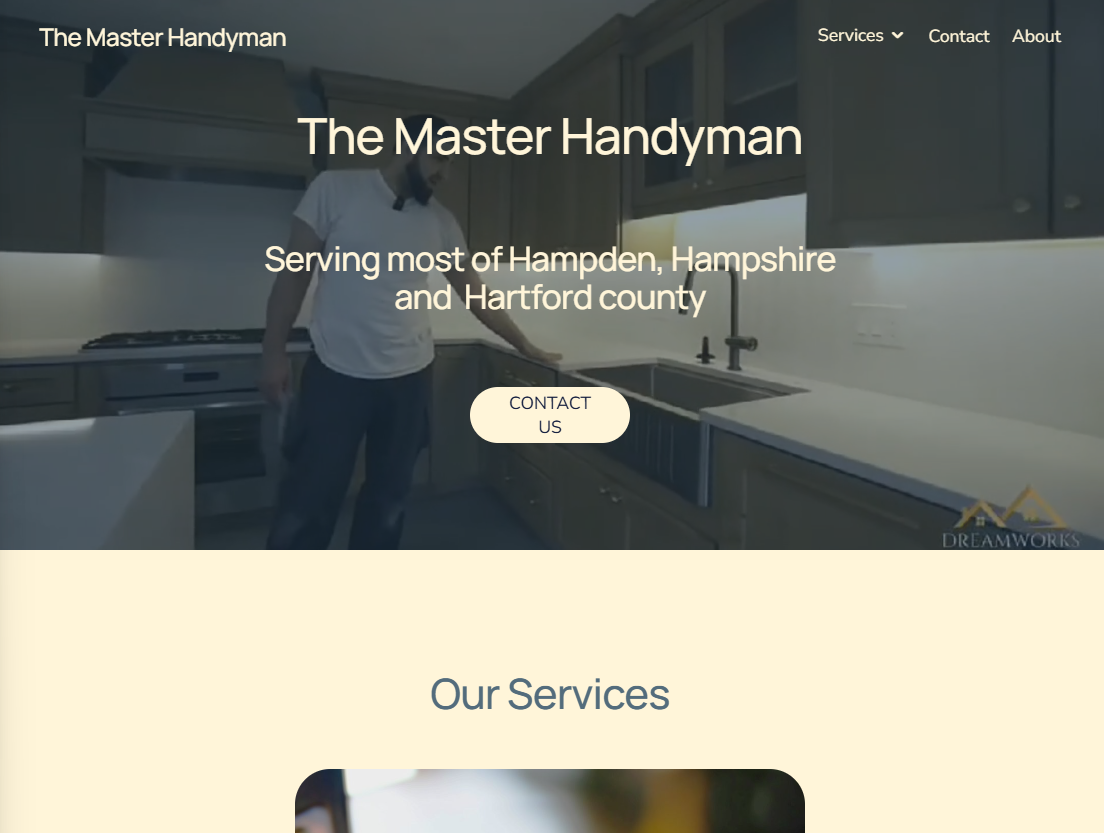 The Master Handyman
Services
Contact
About
The Master Handyman
Serving most of Hampden, Hampshire
and Hartford county
CONTACT
US
DREAMWORKS
Our Services